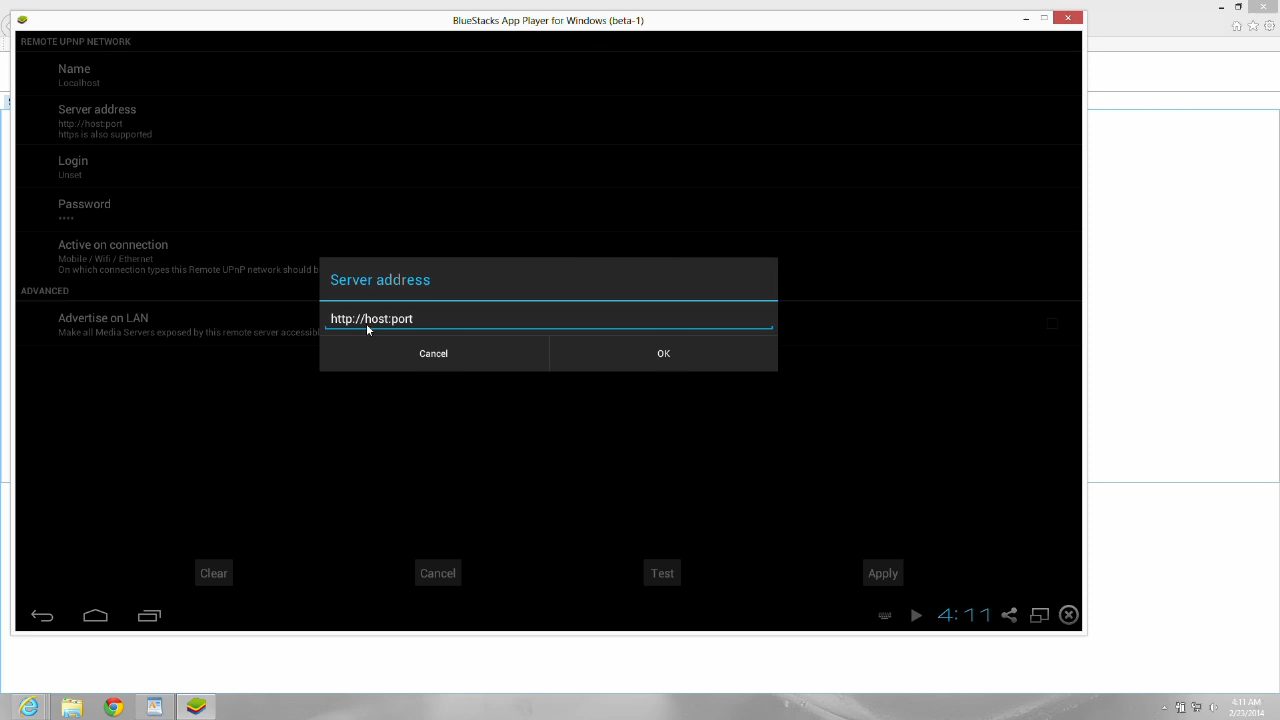 BlueStacks App Player for Windows (beta-1)
REMOTE UPNP NETWORK
Name
Localhost
Server address
http://host:port
https is also supported
Login
Unset
Password
****
Active on connection
Mobile / Wifi / Ethernet
On which connection types this Remote UPnP network should b
ADVANCED
Advertise on LAN
Make all Media Servers exposed by this remote server accessibl
Server address
http://host:port
Cancel
OK
Clear
Cancel
Test
Apply
4:11
4:11 AM
2/23/2014